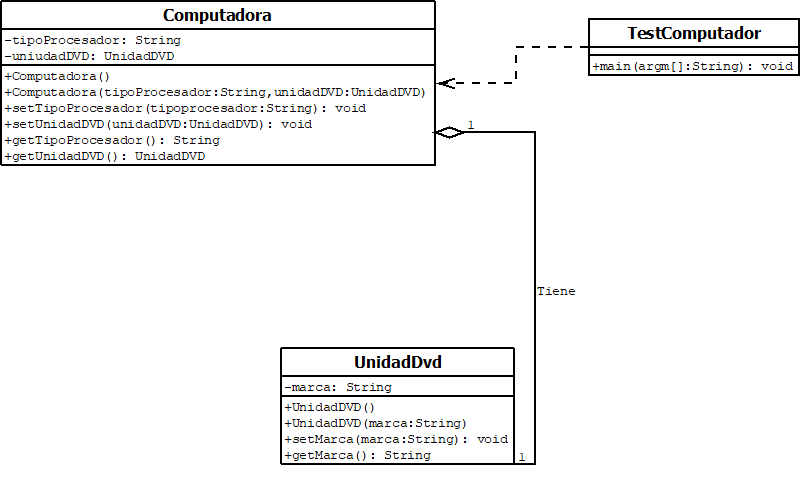 Computadora
-tipoProcesador: String
-uniudadDVD: UnidadDVD
+Computadora()
+Computadora(tipoProcesador:String,unidadDVD:UnidadDVD)
+setTipoProcesador(tipoprocesador:String): void
+setUnidadDVD(unidadDVD:UnidadDVD): void
+getTipoProcesador(): String
+getUnidadDVD(): UnidadDVD
TestComputador
+main(argm[]:String): void
1
Tiene
UnidadDvd
-marca: String
+UnidadDVD()
+UnidadDVD(marca:String)
+setMarca(marca:String): void
+getMarca(): String
1